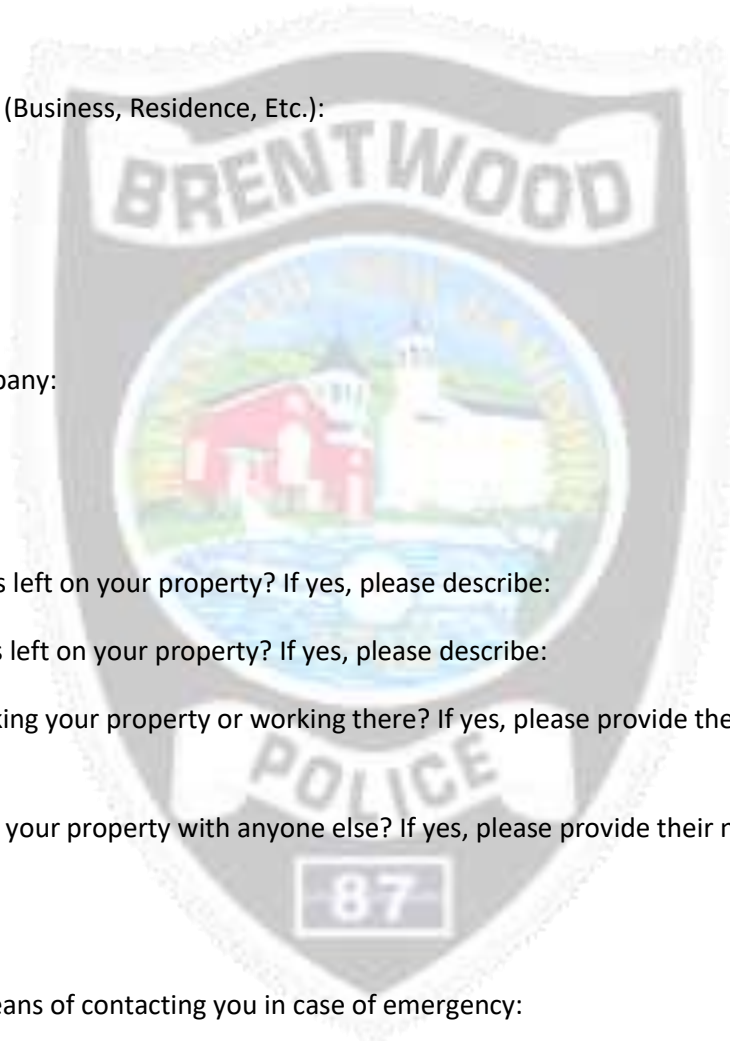 (Business, Residence, Etc.):
BRENTWOOD
pany:
s left on your property? If yes, please describe:
s left on your property? If yes, please describe:
king your property or working there? If yes, please provide the
POLICE
your property with anyone else? If yes, please provide their n
87
eans of contacting you in case of emergency: